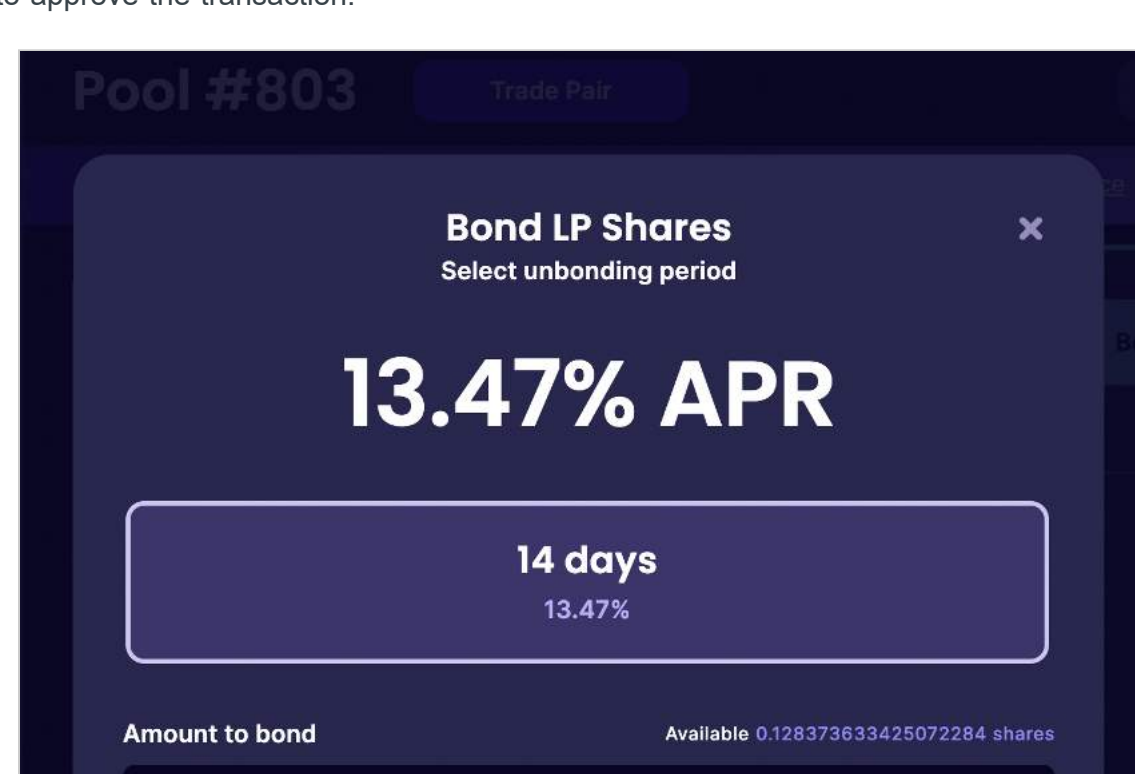 to approve the transaction.
Pool #803
Trade Pair
Bond LP Shares
Select unbonding period
13.47% APR
14 days
13.47%
Amount to bond
Available 0.128373633425072284 shares